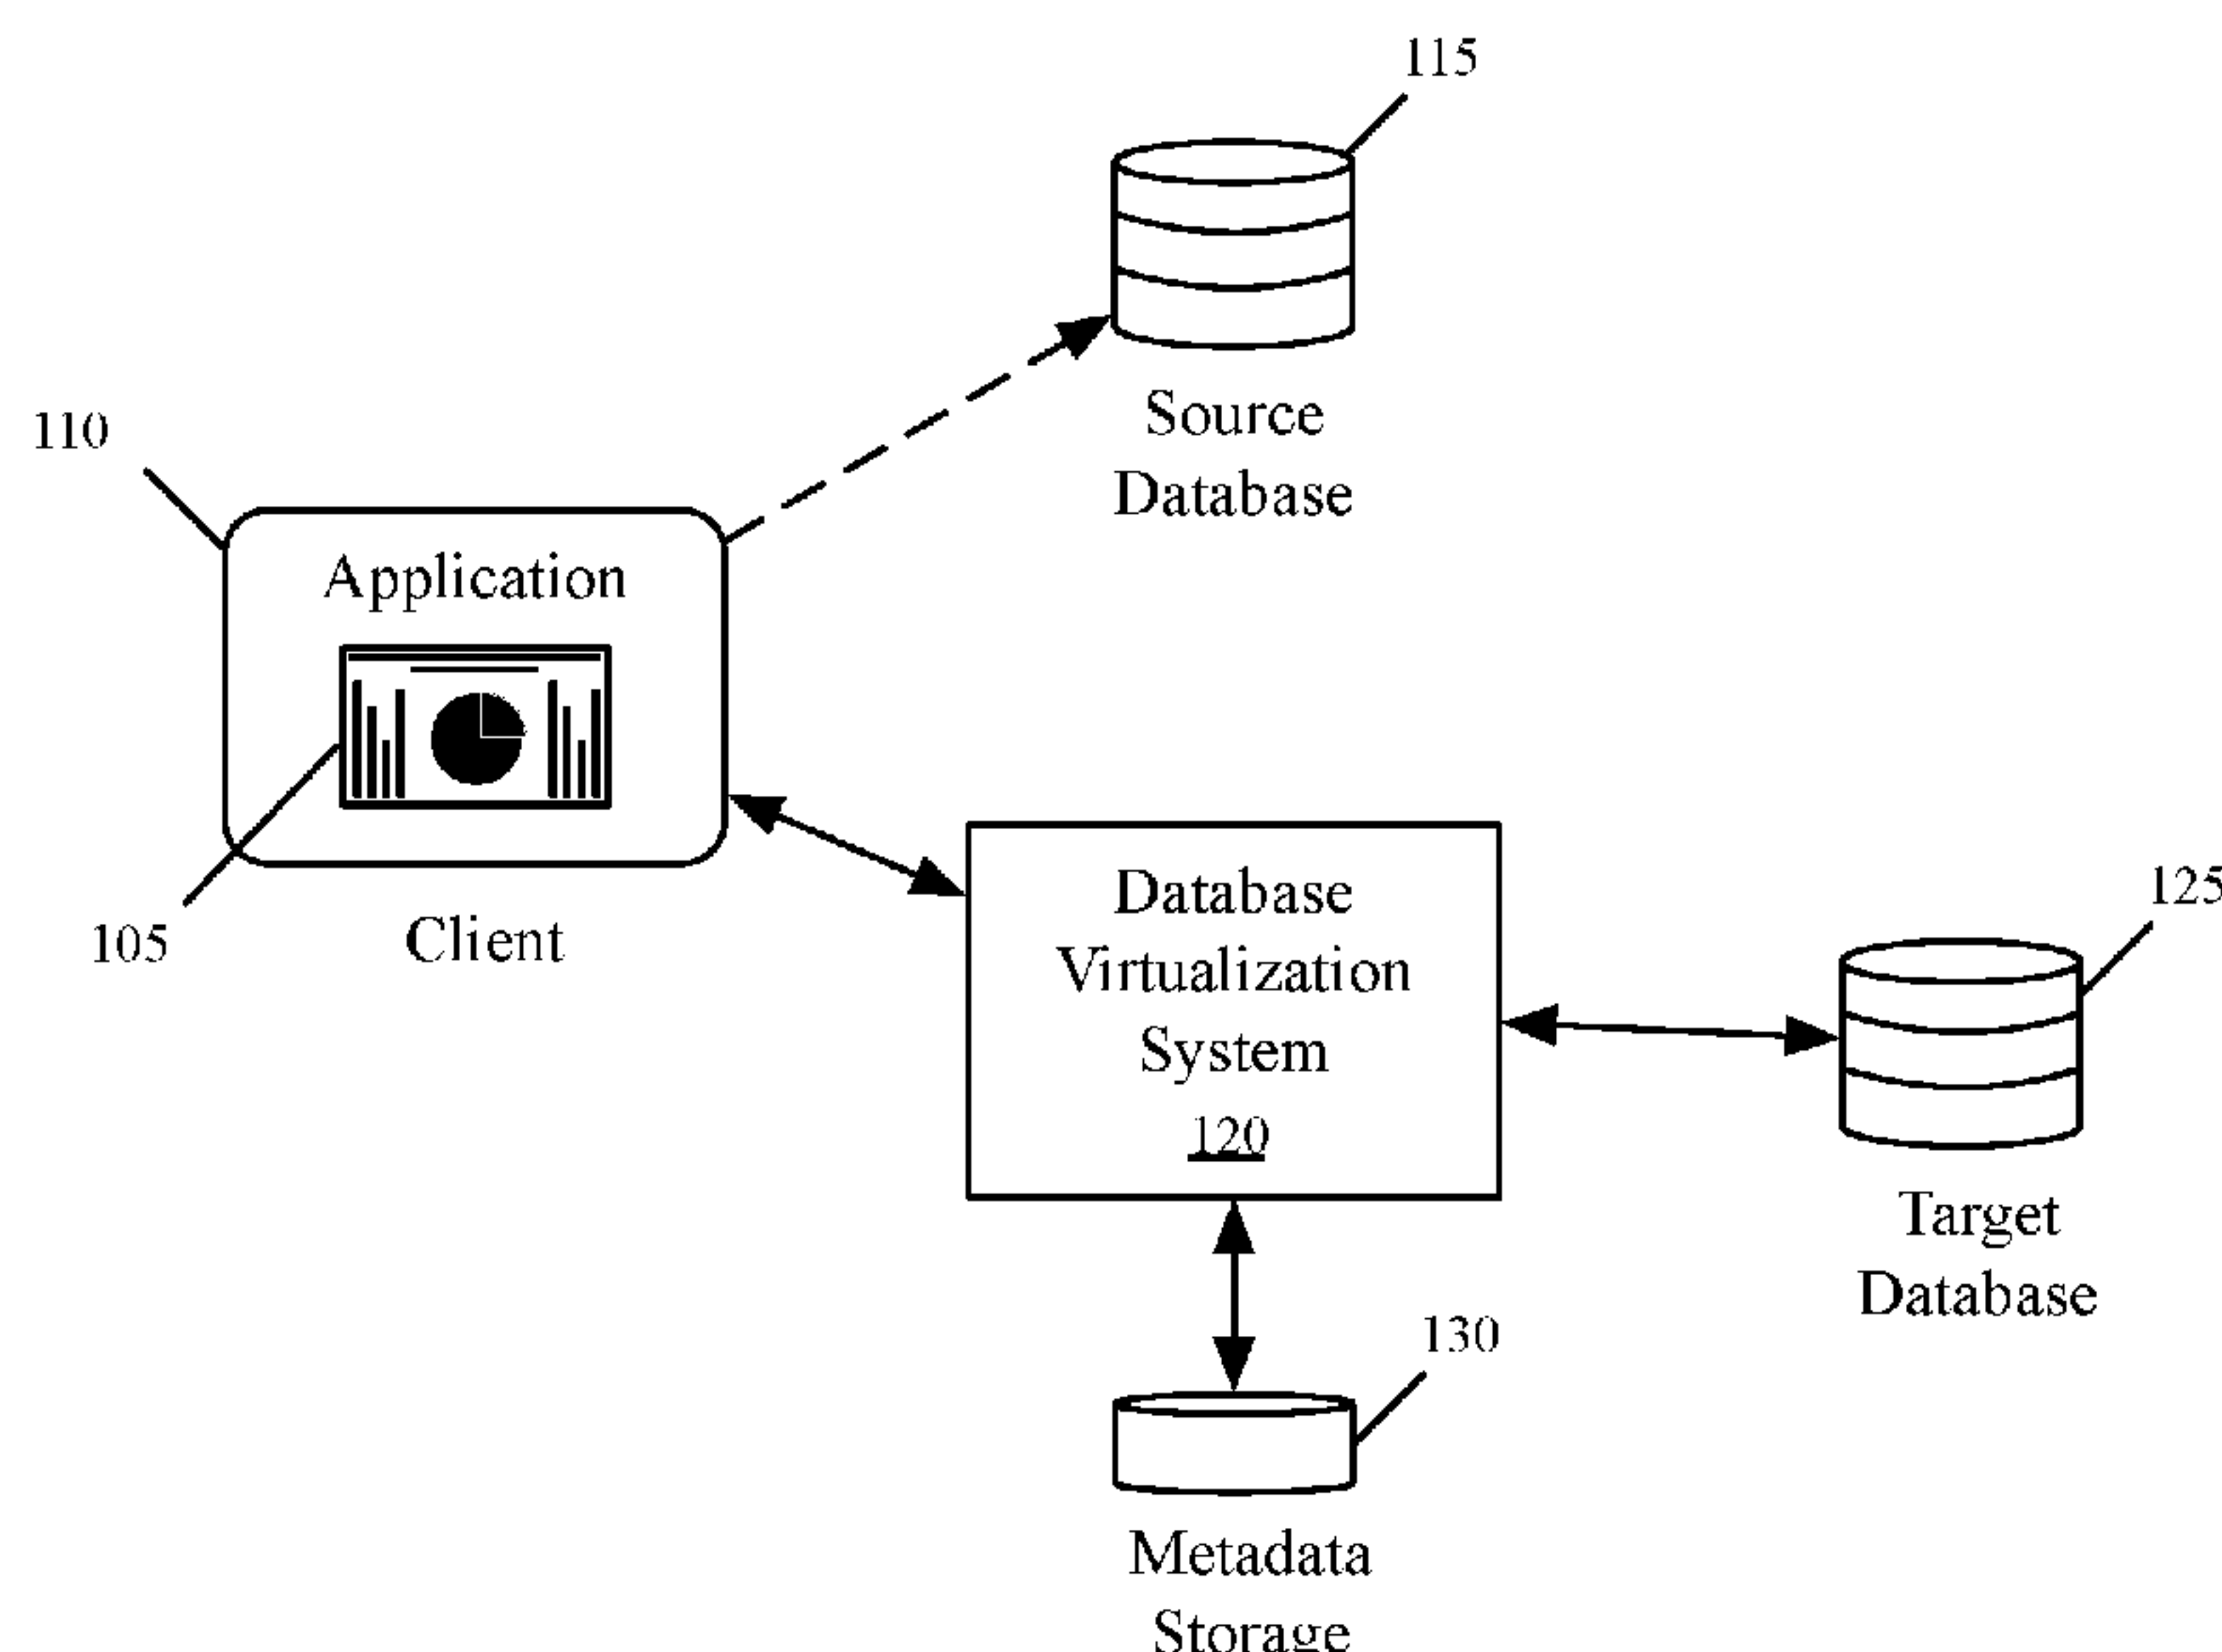 115
Source
Database
110
Application
105
Client
Database
Virtualization
System
120
125
Target
Database
130
Metadata
Storage